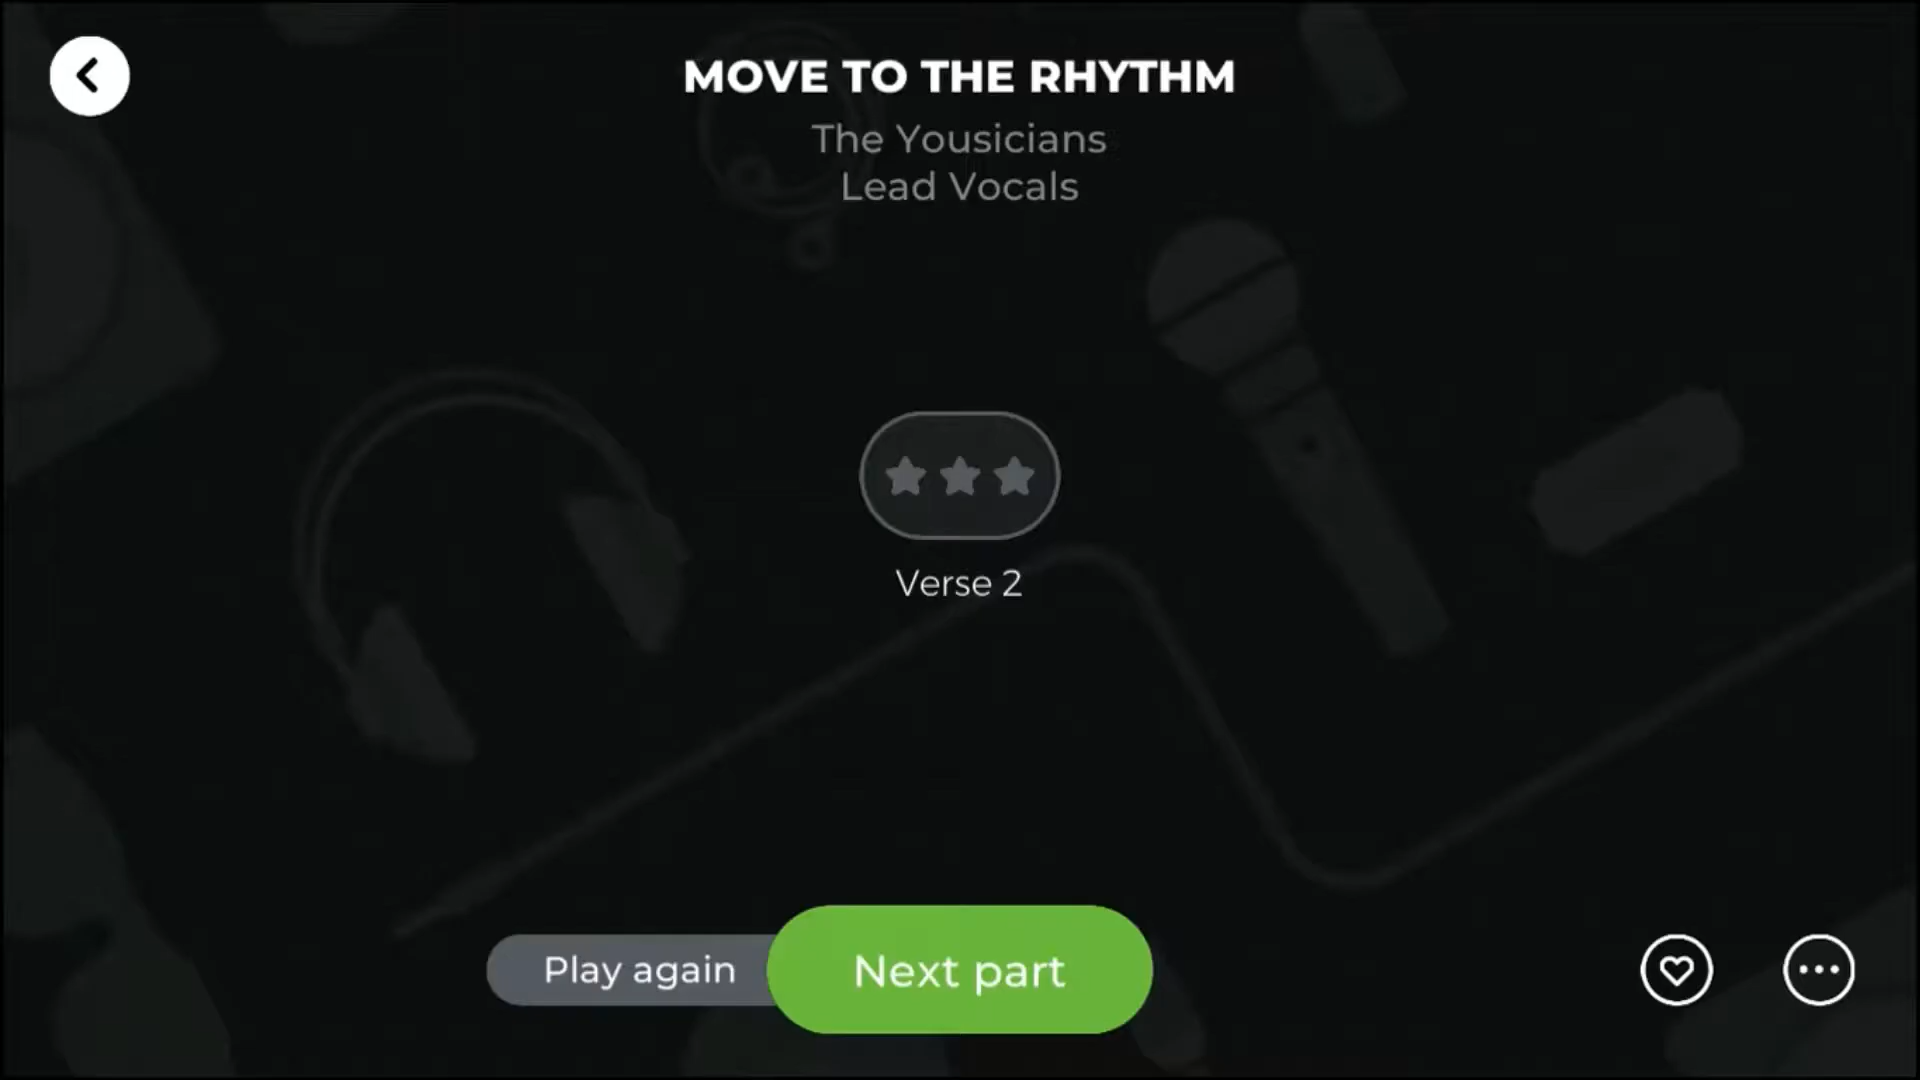 MOVE TO THE RHYTHM
The Yousicians
Lead Vocals
Verse 2
Play again
Next part